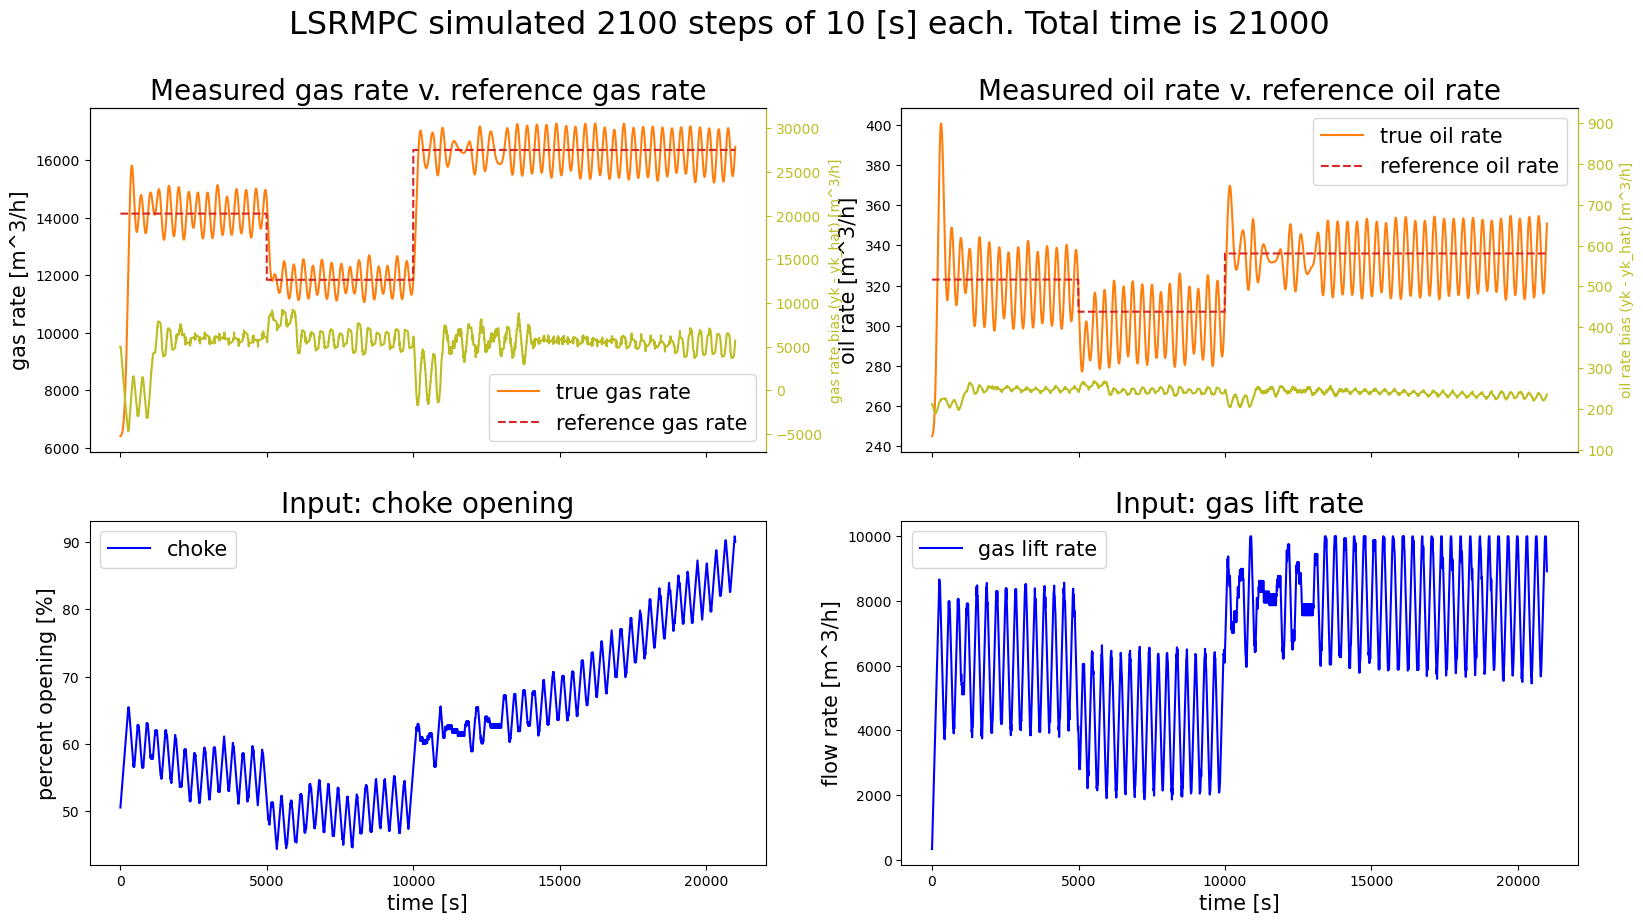 LSRMPC simulated 2100 steps of 10 [s] each. Total time is 21000
Measured gas rate v. reference gas rate
gas rate [m^3/h]
16000
14000
12000
10000
8000
6000
30000
25000
20000
15000
10000
5000
0
−5000
gas rate bias (yk - yk_hat) [m^3/h]
true gas rate
reference gas rate
Measured oil rate v. reference oil rate
oil rate [m^3/h]
400
380
360
340
320
300
280
260
240
900
800
700
600
500
400
300
200
100
oil rate bias (yk - yk_hat) [m^3/h]
true oil rate
reference oil rate
Input: choke opening
percent opening [%]
90
80
70
60
50
choke
0
5000
10000
15000
20000
time [s]
Input: gas lift rate
flow rate [m^3/h]
10000
8000
6000
4000
2000
0
gas lift rate
0
5000
10000
15000
20000
time [s]